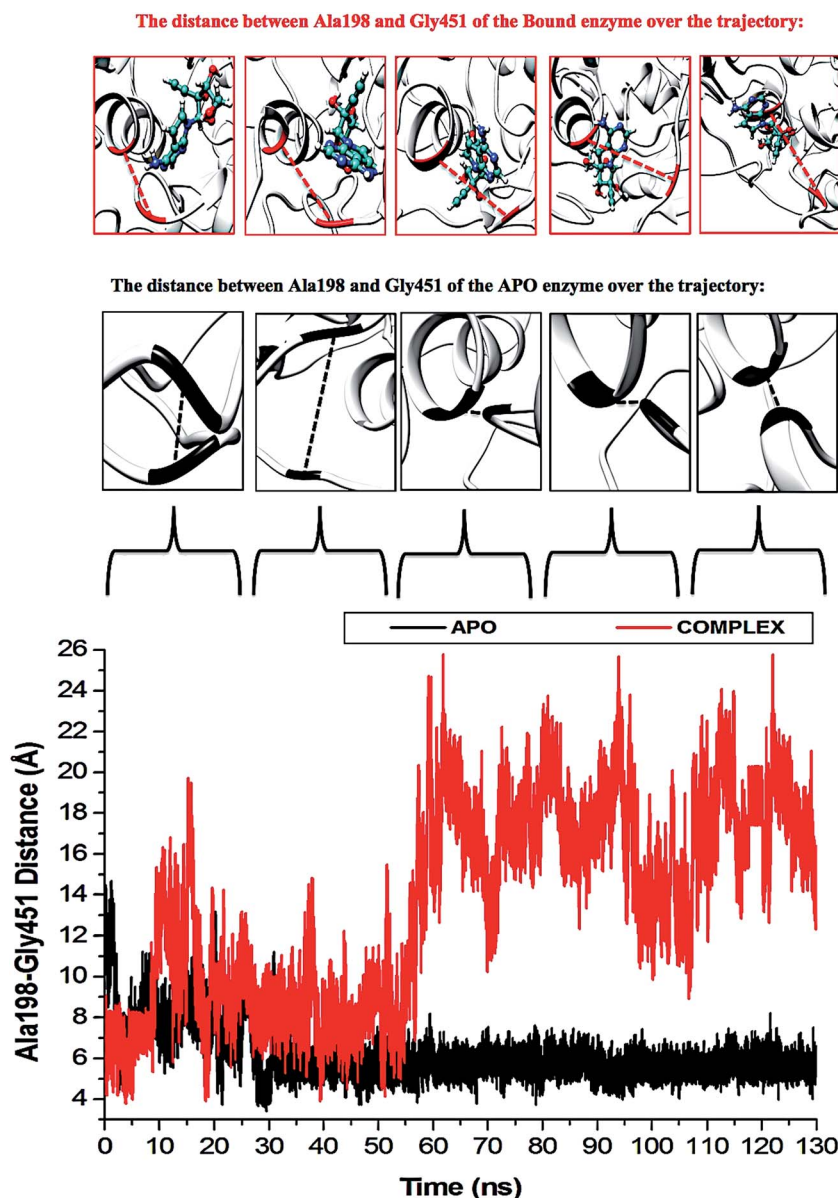 The distance between Ala198 and Gly451 of the Bound enzyme over the trajectory:
The distance between Ala198 and Gly451 of the APO enzyme over the trajectory:
APO COMPLEX
26
24
22
20
18
16
14
12
10
8
6
4
Ala198-Gly451 Distance (Å)
0 10 20 30 40 50 60 70 80 90 100 110 120 130
Time (ns)